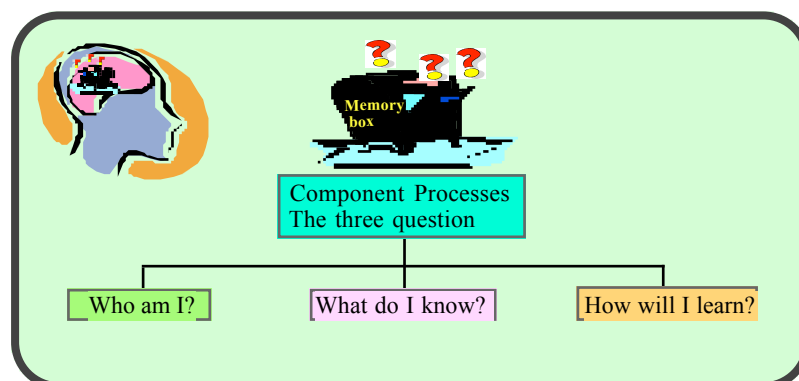 Memory
box
Component Processes
The three question
Who am I?
What do I know?
How will I learn?